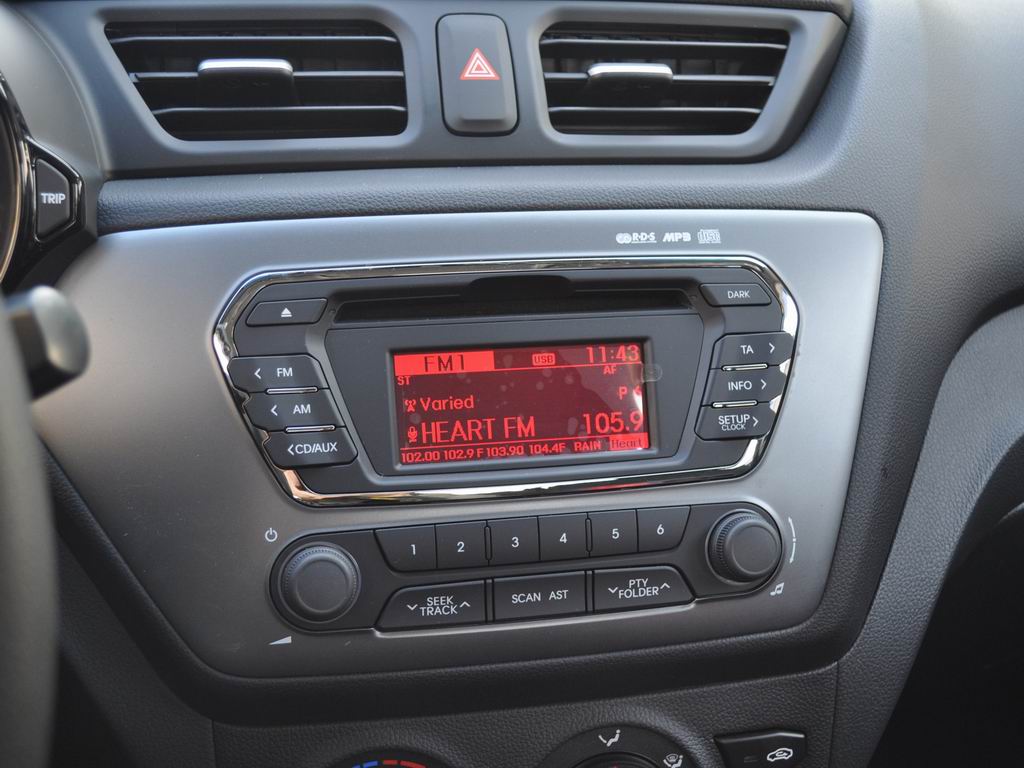 TRIP
R·D·S MP3 disc
DARK
FM
AM
CD/AUX
FM1 USB 11:43
ST AF
Varied P
HEART FM 105.9
102.00 102.9 F 103.90 104.4F RAIN Heart
TA
INFO
SETUP
CLOCK
1 2 3 4 5 6
SEEK
TRACK
SCAN AST
PTY
FOLDER